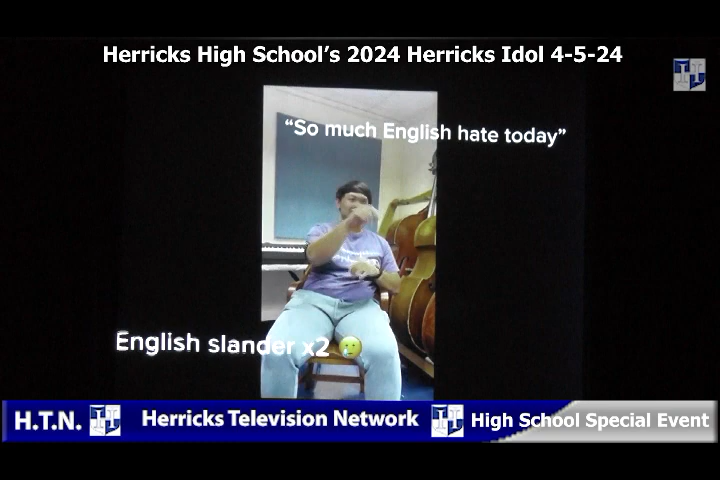 Herricks High School’s 2024 Herricks Idol 4-5-24
“So much English hate today”
English slander x2 🥲
H.T.N.
Herricks Television Network
High School Special Event